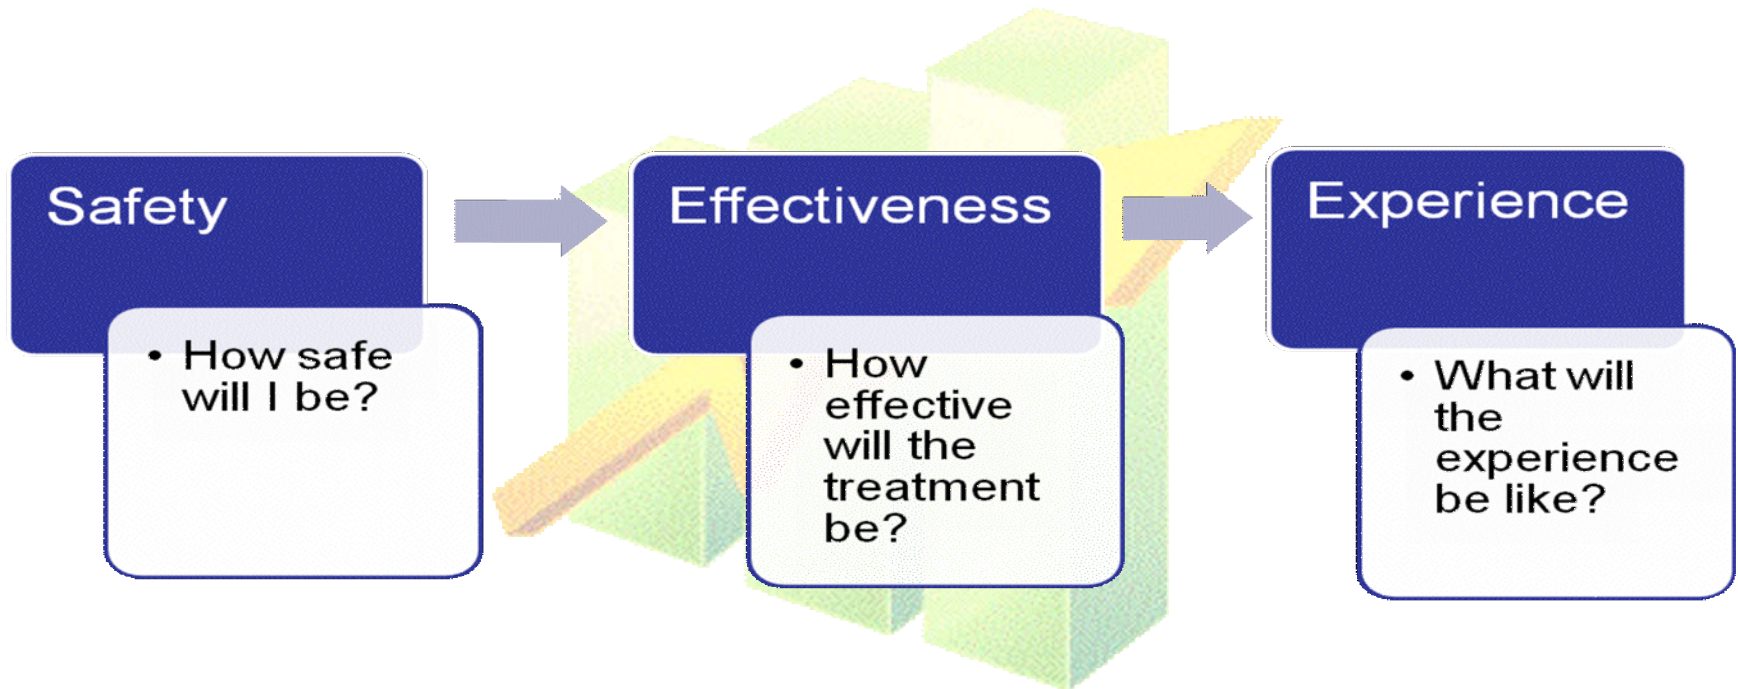 Safety
• How safe
will I be?
Effectiveness
• How
effective
will the
treatment
be?
Experience
• What will
the
experience
be like?